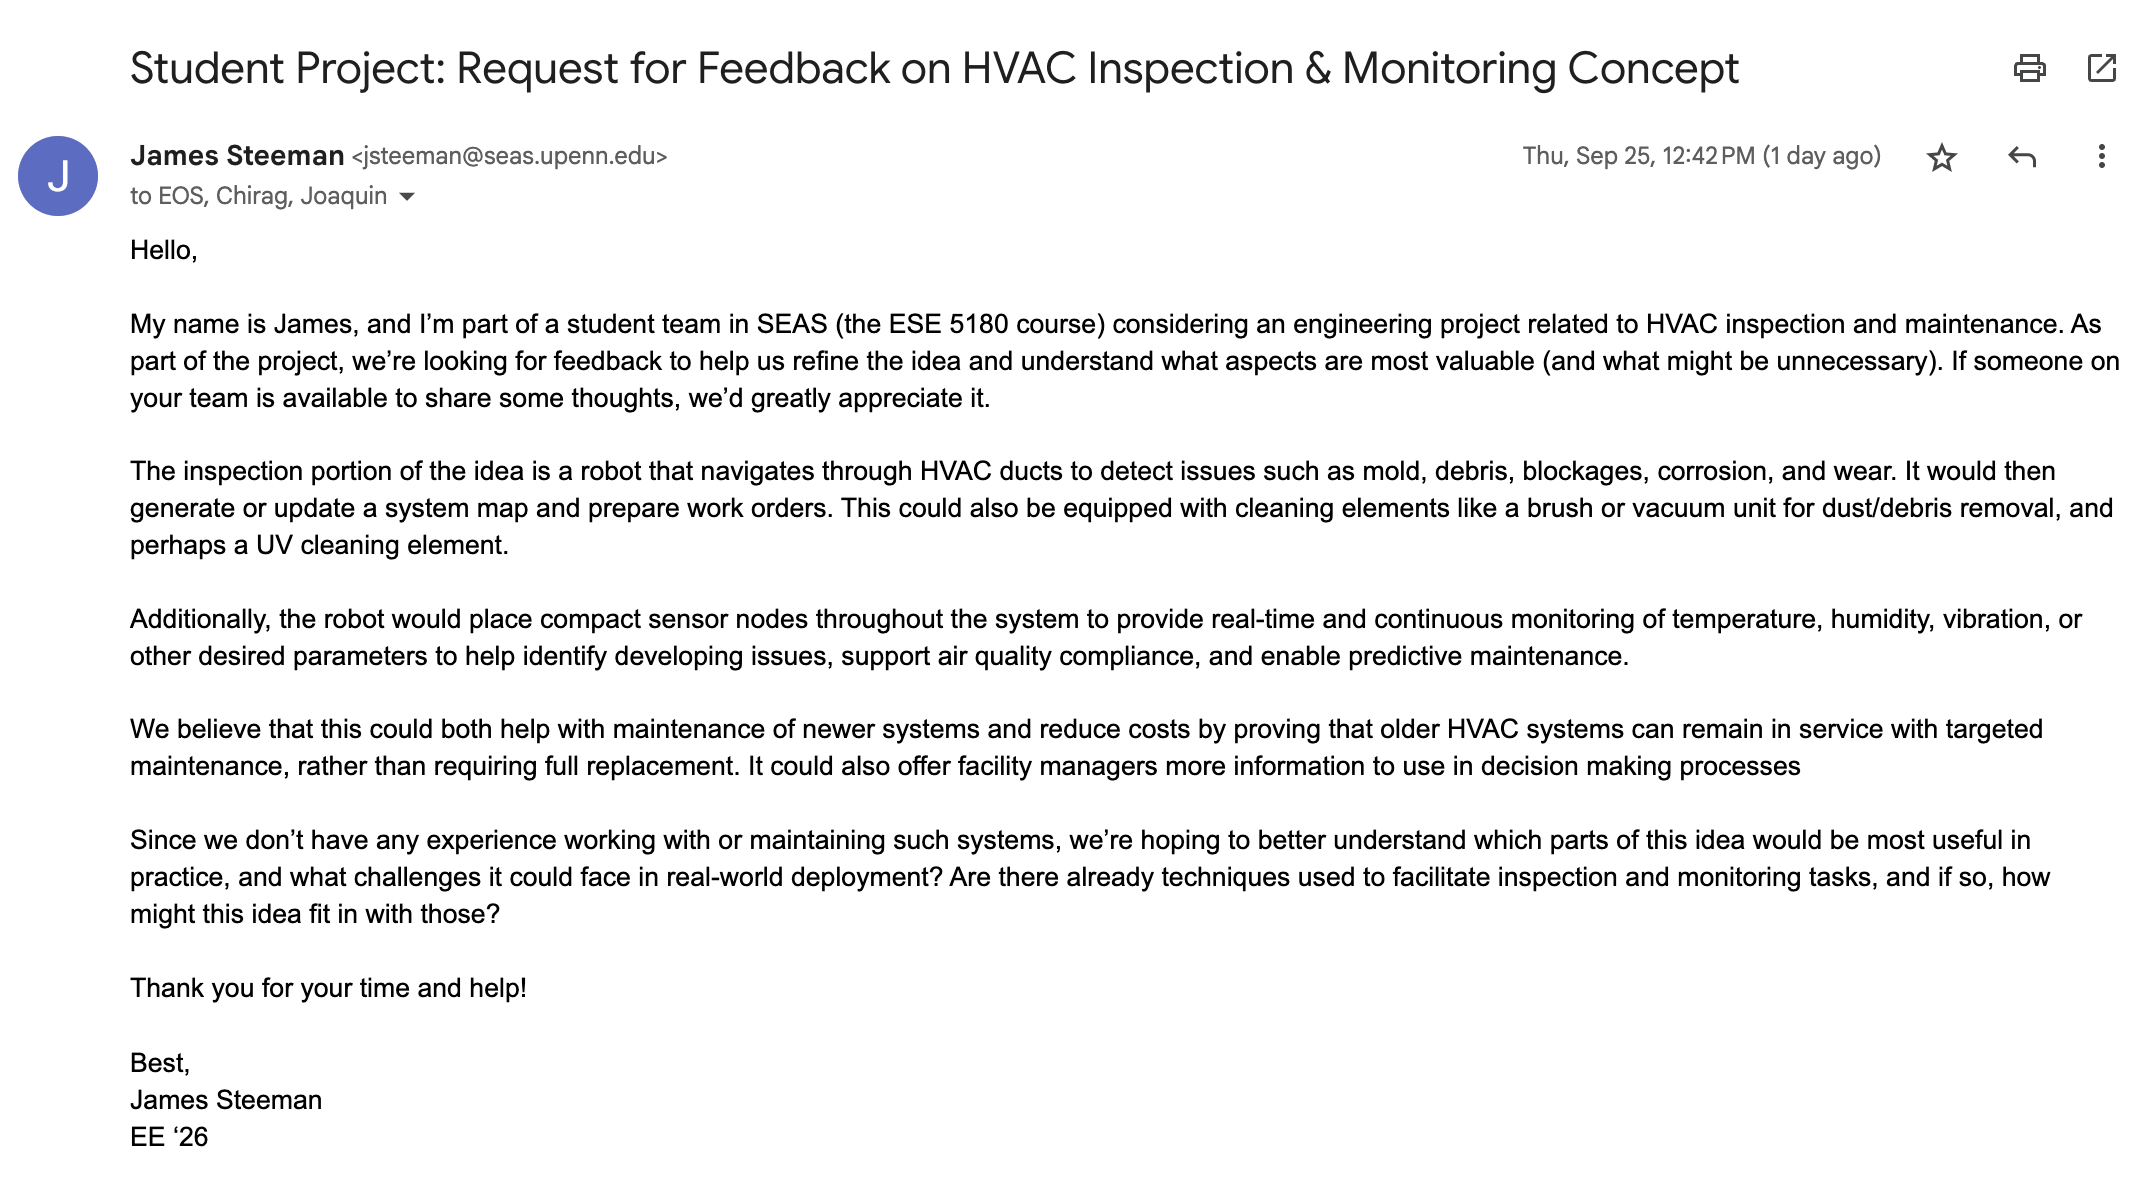 Student Project: Request for Feedback on HVAC Inspection & Monitoring Concept
J
James Steeman <jsteeman@seas.upenn.edu>
Thu, Sep 25, 12:42 PM (1 day ago)
to EOS, Chirag, Joaquin
Hello,
My name is James, and I’m part of a student team in SEAS (the ESE 5180 course) considering an engineering project related to HVAC inspection and maintenance. As
part of the project, we’re looking for feedback to help us refine the idea and understand what aspects are most valuable (and what might be unnecessary). If someone on
your team is available to share some thoughts, we’d greatly appreciate it.
The inspection portion of the idea is a robot that navigates through HVAC ducts to detect issues such as mold, debris, blockages, corrosion, and wear. It would then
generate or update a system map and prepare work orders. This could also be equipped with cleaning elements like a brush or vacuum unit for dust/debris removal, and
perhaps a UV cleaning element.
Additionally, the robot would place compact sensor nodes throughout the system to provide real-time and continuous monitoring of temperature, humidity, vibration, or
other desired parameters to help identify developing issues, support air quality compliance, and enable predictive maintenance.
We believe that this could both help with maintenance of newer systems and reduce costs by proving that older HVAC systems can remain in service with targeted
maintenance, rather than requiring full replacement. It could also offer facility managers more information to use in decision making processes
Since we don’t have any experience working with or maintaining such systems, we’re hoping to better understand which parts of this idea would be most useful in
practice, and what challenges it could face in real-world deployment? Are there already techniques used to facilitate inspection and monitoring tasks, and if so, how
might this idea fit in with those?
Thank you for your time and help!
Best,
James Steeman
EE ‘26